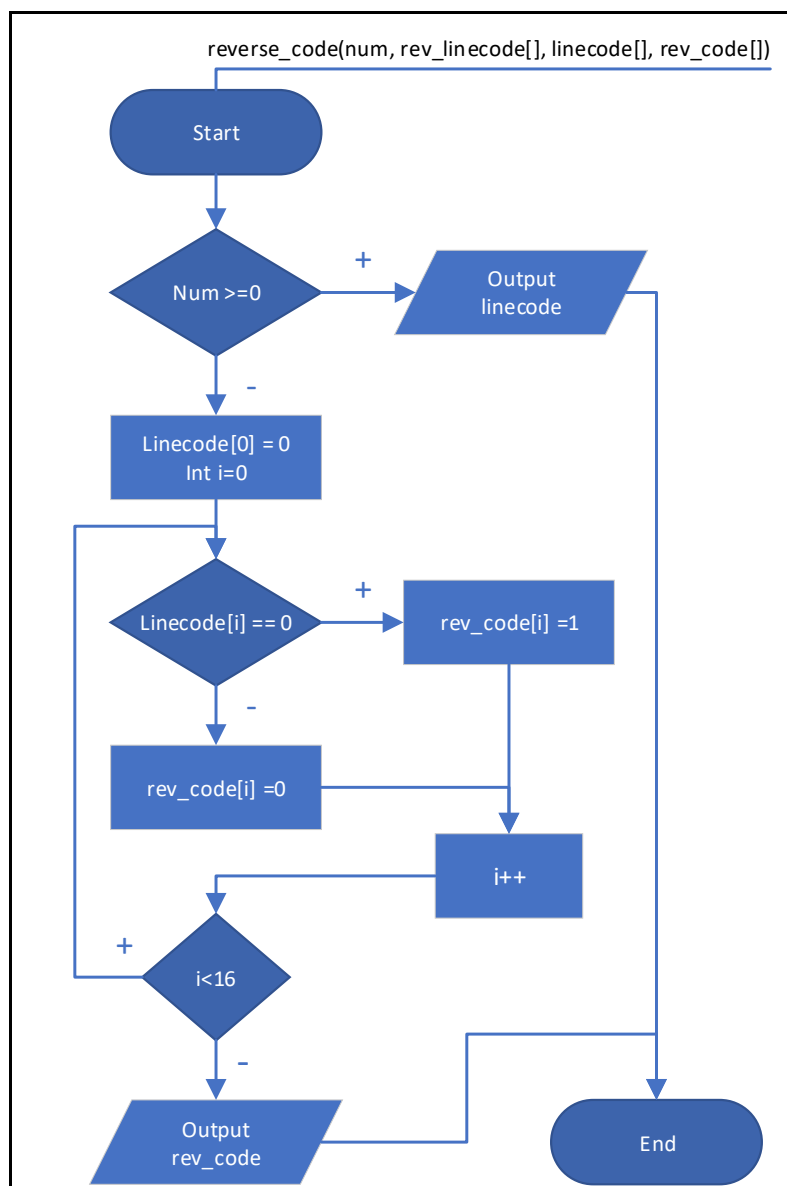 reverse_code(num, rev_linecode[], linecode[], rev_code[])
Start
Num >=0
+
Output
linecode
-
Linecode[0] = 0
Int i=0
Linecode[i] == 0
+
rev_code[i] =1
-
rev_code[i] =0
i++
+
i<16
-
Output
rev_code
End